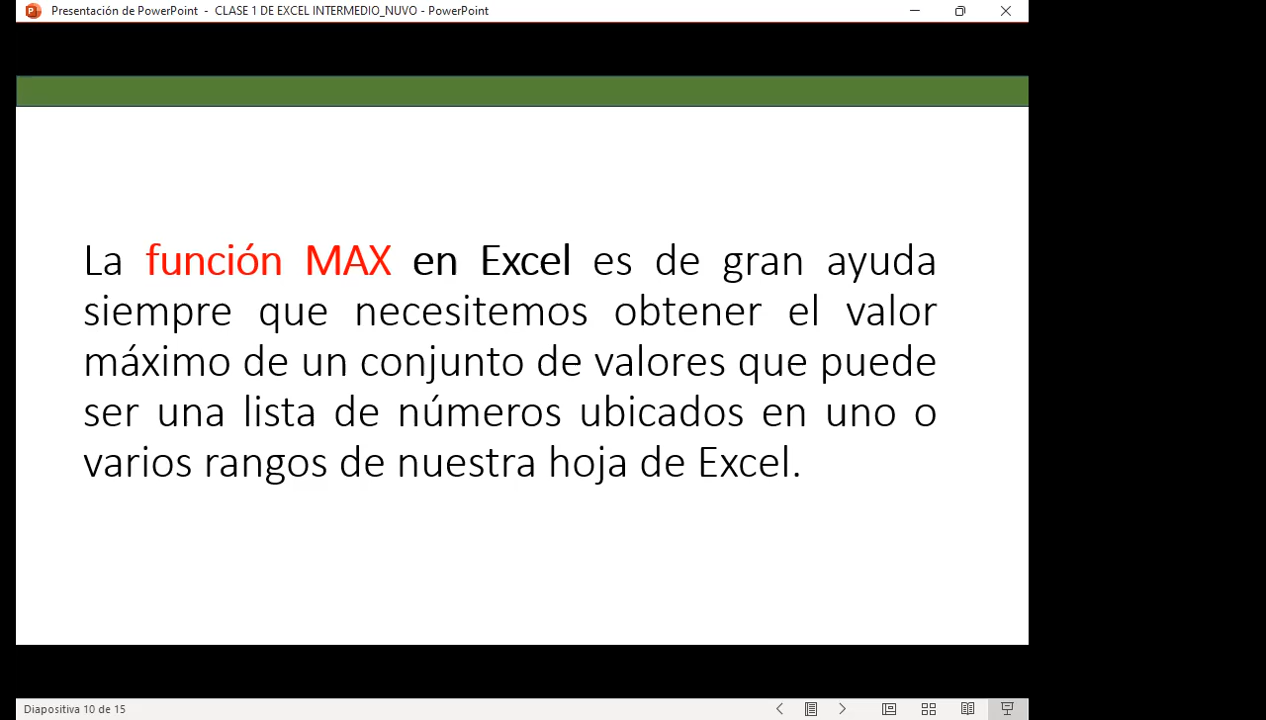 Presentación de PowerPoint - CLASE 1 DE EXCEL INTERMEDIO_NUVO - PowerPoint
La función MAX en Excel es de gran ayuda
siempre que necesitemos obtener el valor
máximo de un conjunto de valores que puede
ser una lista de números ubicados en uno o
varios rangos de nuestra hoja de Excel.
Diapositiva 10 de 15